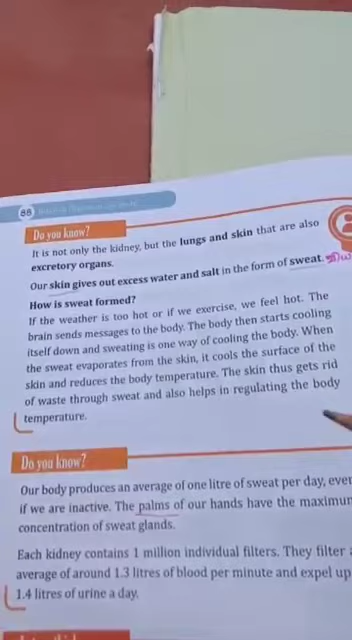 88
Do you know?
It is not only the kidney, but the lungs and skin that are also
excretory organs.
Our skin gives out excess water and salt in the form of sweat.
How is sweat formed?
If the weather is too hot or if we exercise, we feel hot. The
brain sends messages to the body. The body then starts cooling
itself down and sweating is one way of cooling the body. When
the sweat evaporates from the skin, it cools the surface of the
skin and reduces the body temperature. The skin thus gets rid
of waste through sweat and also helps in regulating the body
temperature.
Do you know?
Our body produces an average of one litre of sweat per day, even
if we are inactive. The palms of our hands have the maximum
concentration of sweat glands.
Each kidney contains 1 million individual filters. They filter a
average of around 1.3 litres of blood per minute and expel up
1.4 litres of urine a day.